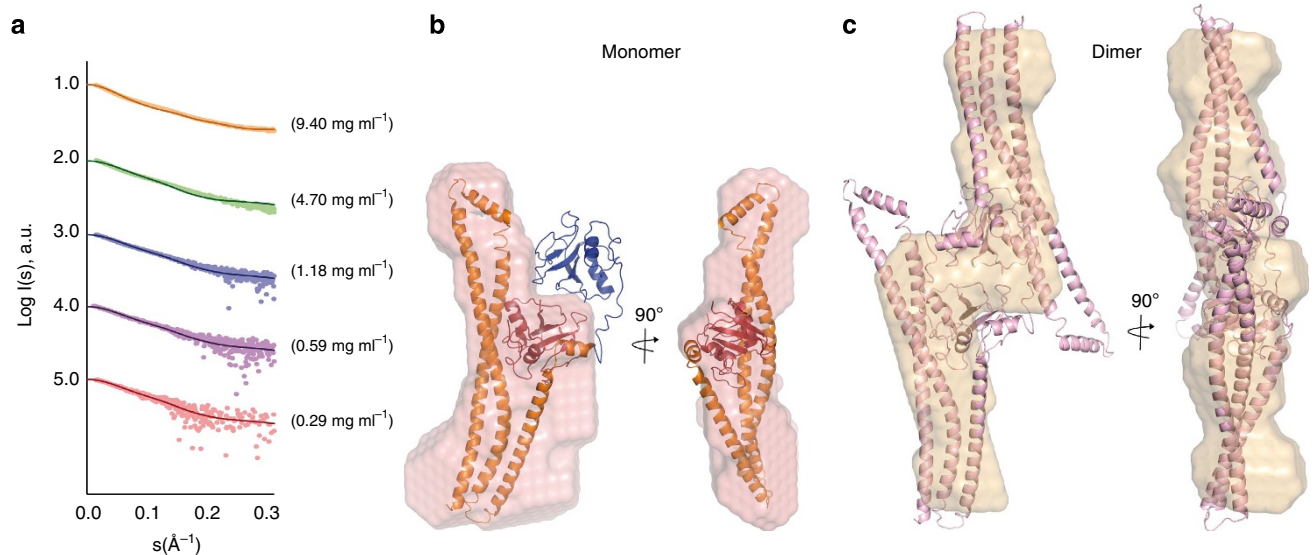 a
b
c
Monomer
Dimer
1.0
2.0
3.0
4.0
5.0
Log I(s), a.u.
(9.40 mg ml⁻¹)
(4.70 mg ml⁻¹)
(1.18 mg ml⁻¹)
(0.59 mg ml⁻¹)
(0.29 mg ml⁻¹)
0.0 0.1 0.2 0.3
s(Å⁻¹)
90°
90°